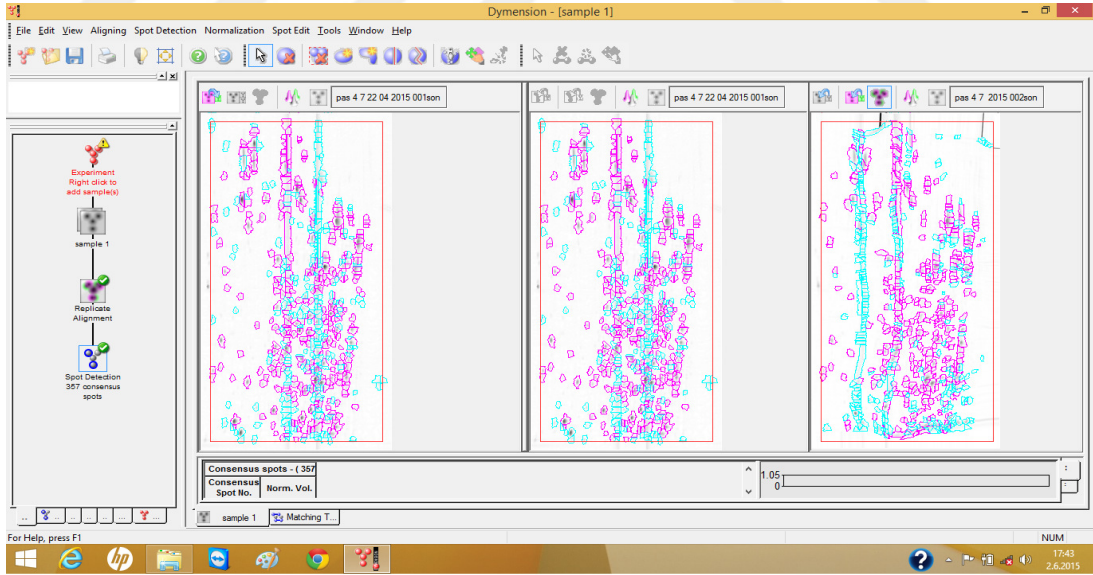 Dymension - [sample 1]
File Edit View Aligning Spot Detection Normalization Spot Edit Tools Window Help
pas 4 7 22 04 2015 001son
pas 4 7 22 04 2015 001son
pas 4 7 2015 002son
Experiment
Right click to
add sample(s)
sample 1
Replicate
Alignment
Spot Detection
357 consensus
spots
Consensus spots - ( 357
Consensus
Spot No.
Norm. Vol.
1.05
0
sample 1
Matching T...
For Help, press F1
NUM
hp
17:43
2.6.2015